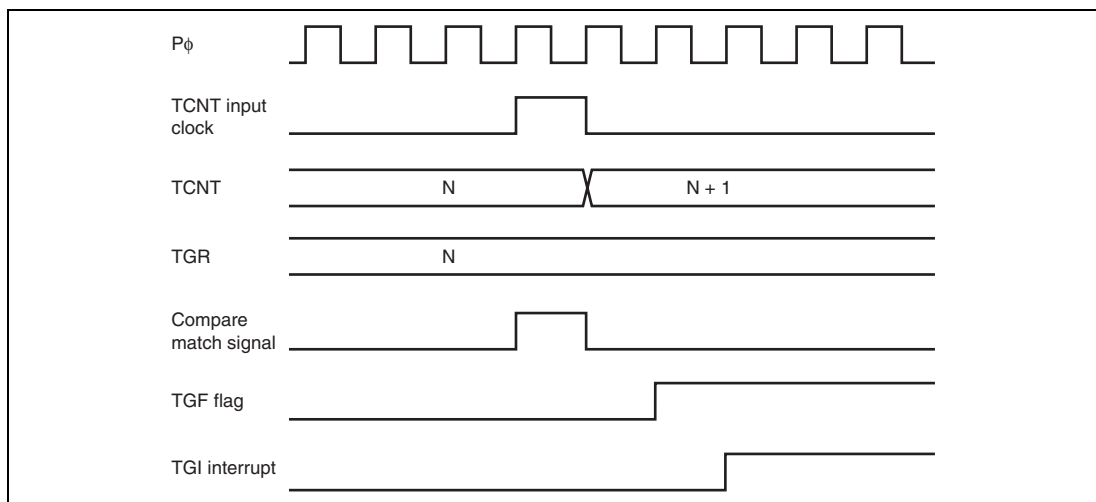 Pϕ
TCNT input
clock
TCNT
N
N + 1
TGR
N
Compare
match signal
TGF flag
TGI interrupt